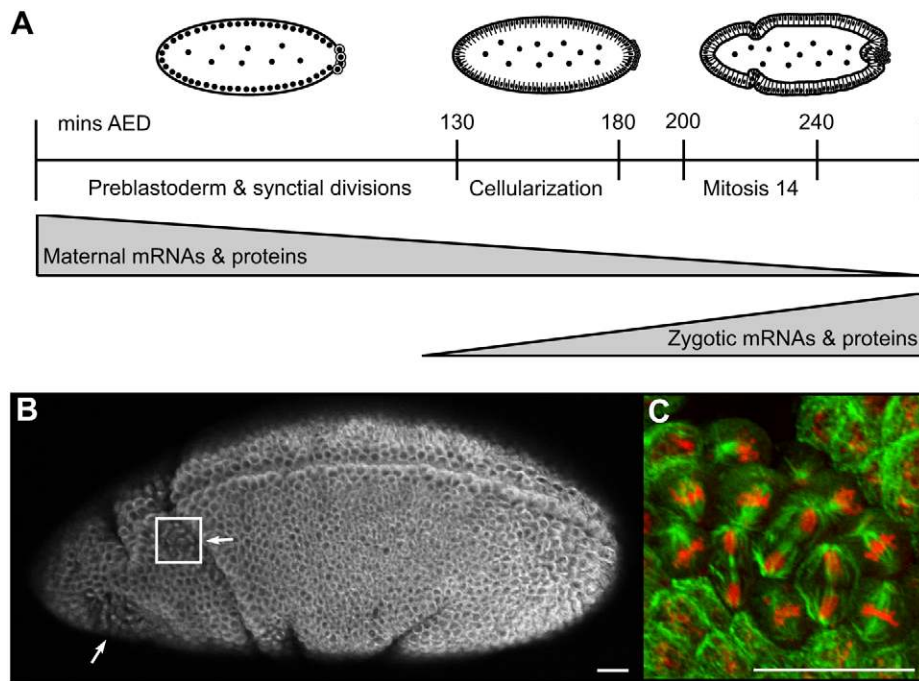 A
mins AED
130
180
200
240
Preblastoderm & synctial divisions
Cellularization
Mitosis 14
Maternal mRNAs & proteins
Zygotic mRNAs & proteins
B
C